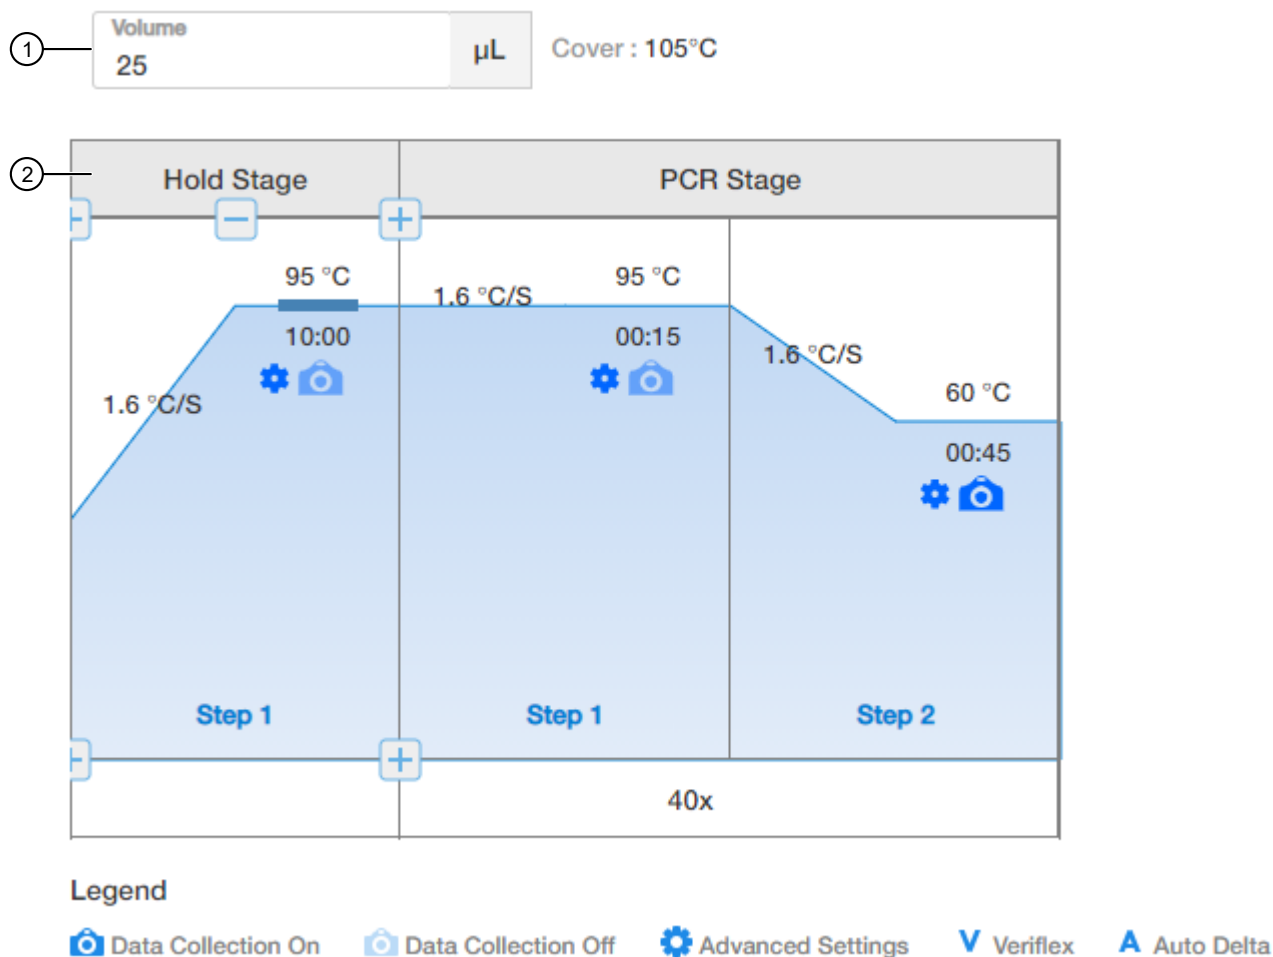 1
Volume
25
µL
Cover : 105°C
2
Hold Stage
PCR Stage
95 °C
1.6 °C/S
95 °C
10:00
00:15
1.6 °C/S
1.6 °C/S
60 °C
00:45
Step 1
Step 1
Step 2
40x
Legend
Data Collection On
Data Collection Off
Advanced Settings
V Veriflex
A Auto Delta